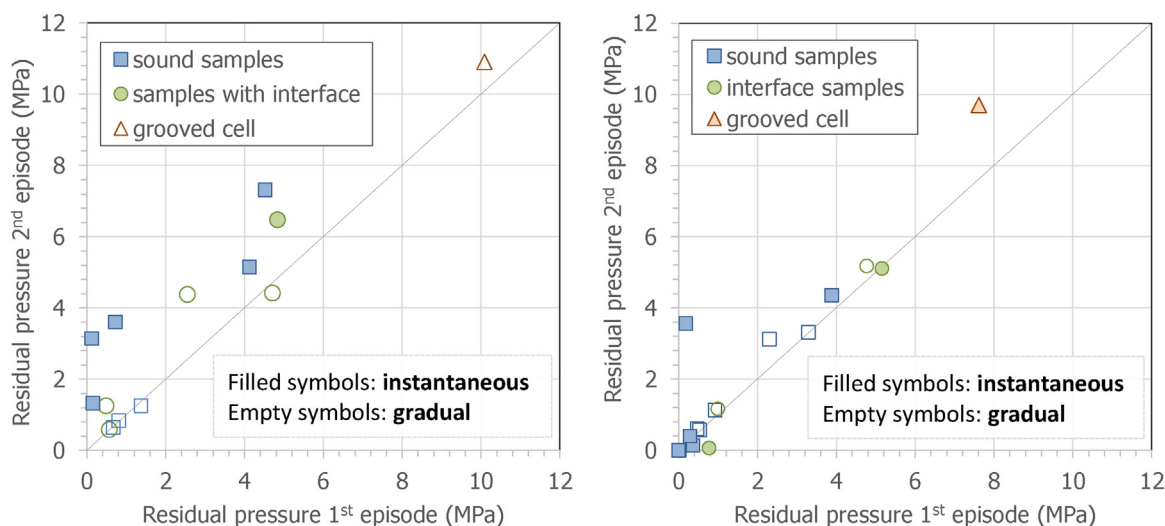 Residual pressure 2nd episode (MPa)
12
10
8
6
4
2
0
sound samples
samples with interface
grooved cell
Filled symbols: instantaneous
Empty symbols: gradual
0 2 4 6 8 10 12
Residual pressure 1st episode (MPa)
Residual pressure 2nd episode (MPa)
12
10
8
6
4
2
0
sound samples
interface samples
grooved cell
Filled symbols: instantaneous
Empty symbols: gradual
0 2 4 6 8 10 12
Residual pressure 1st episode (MPa)